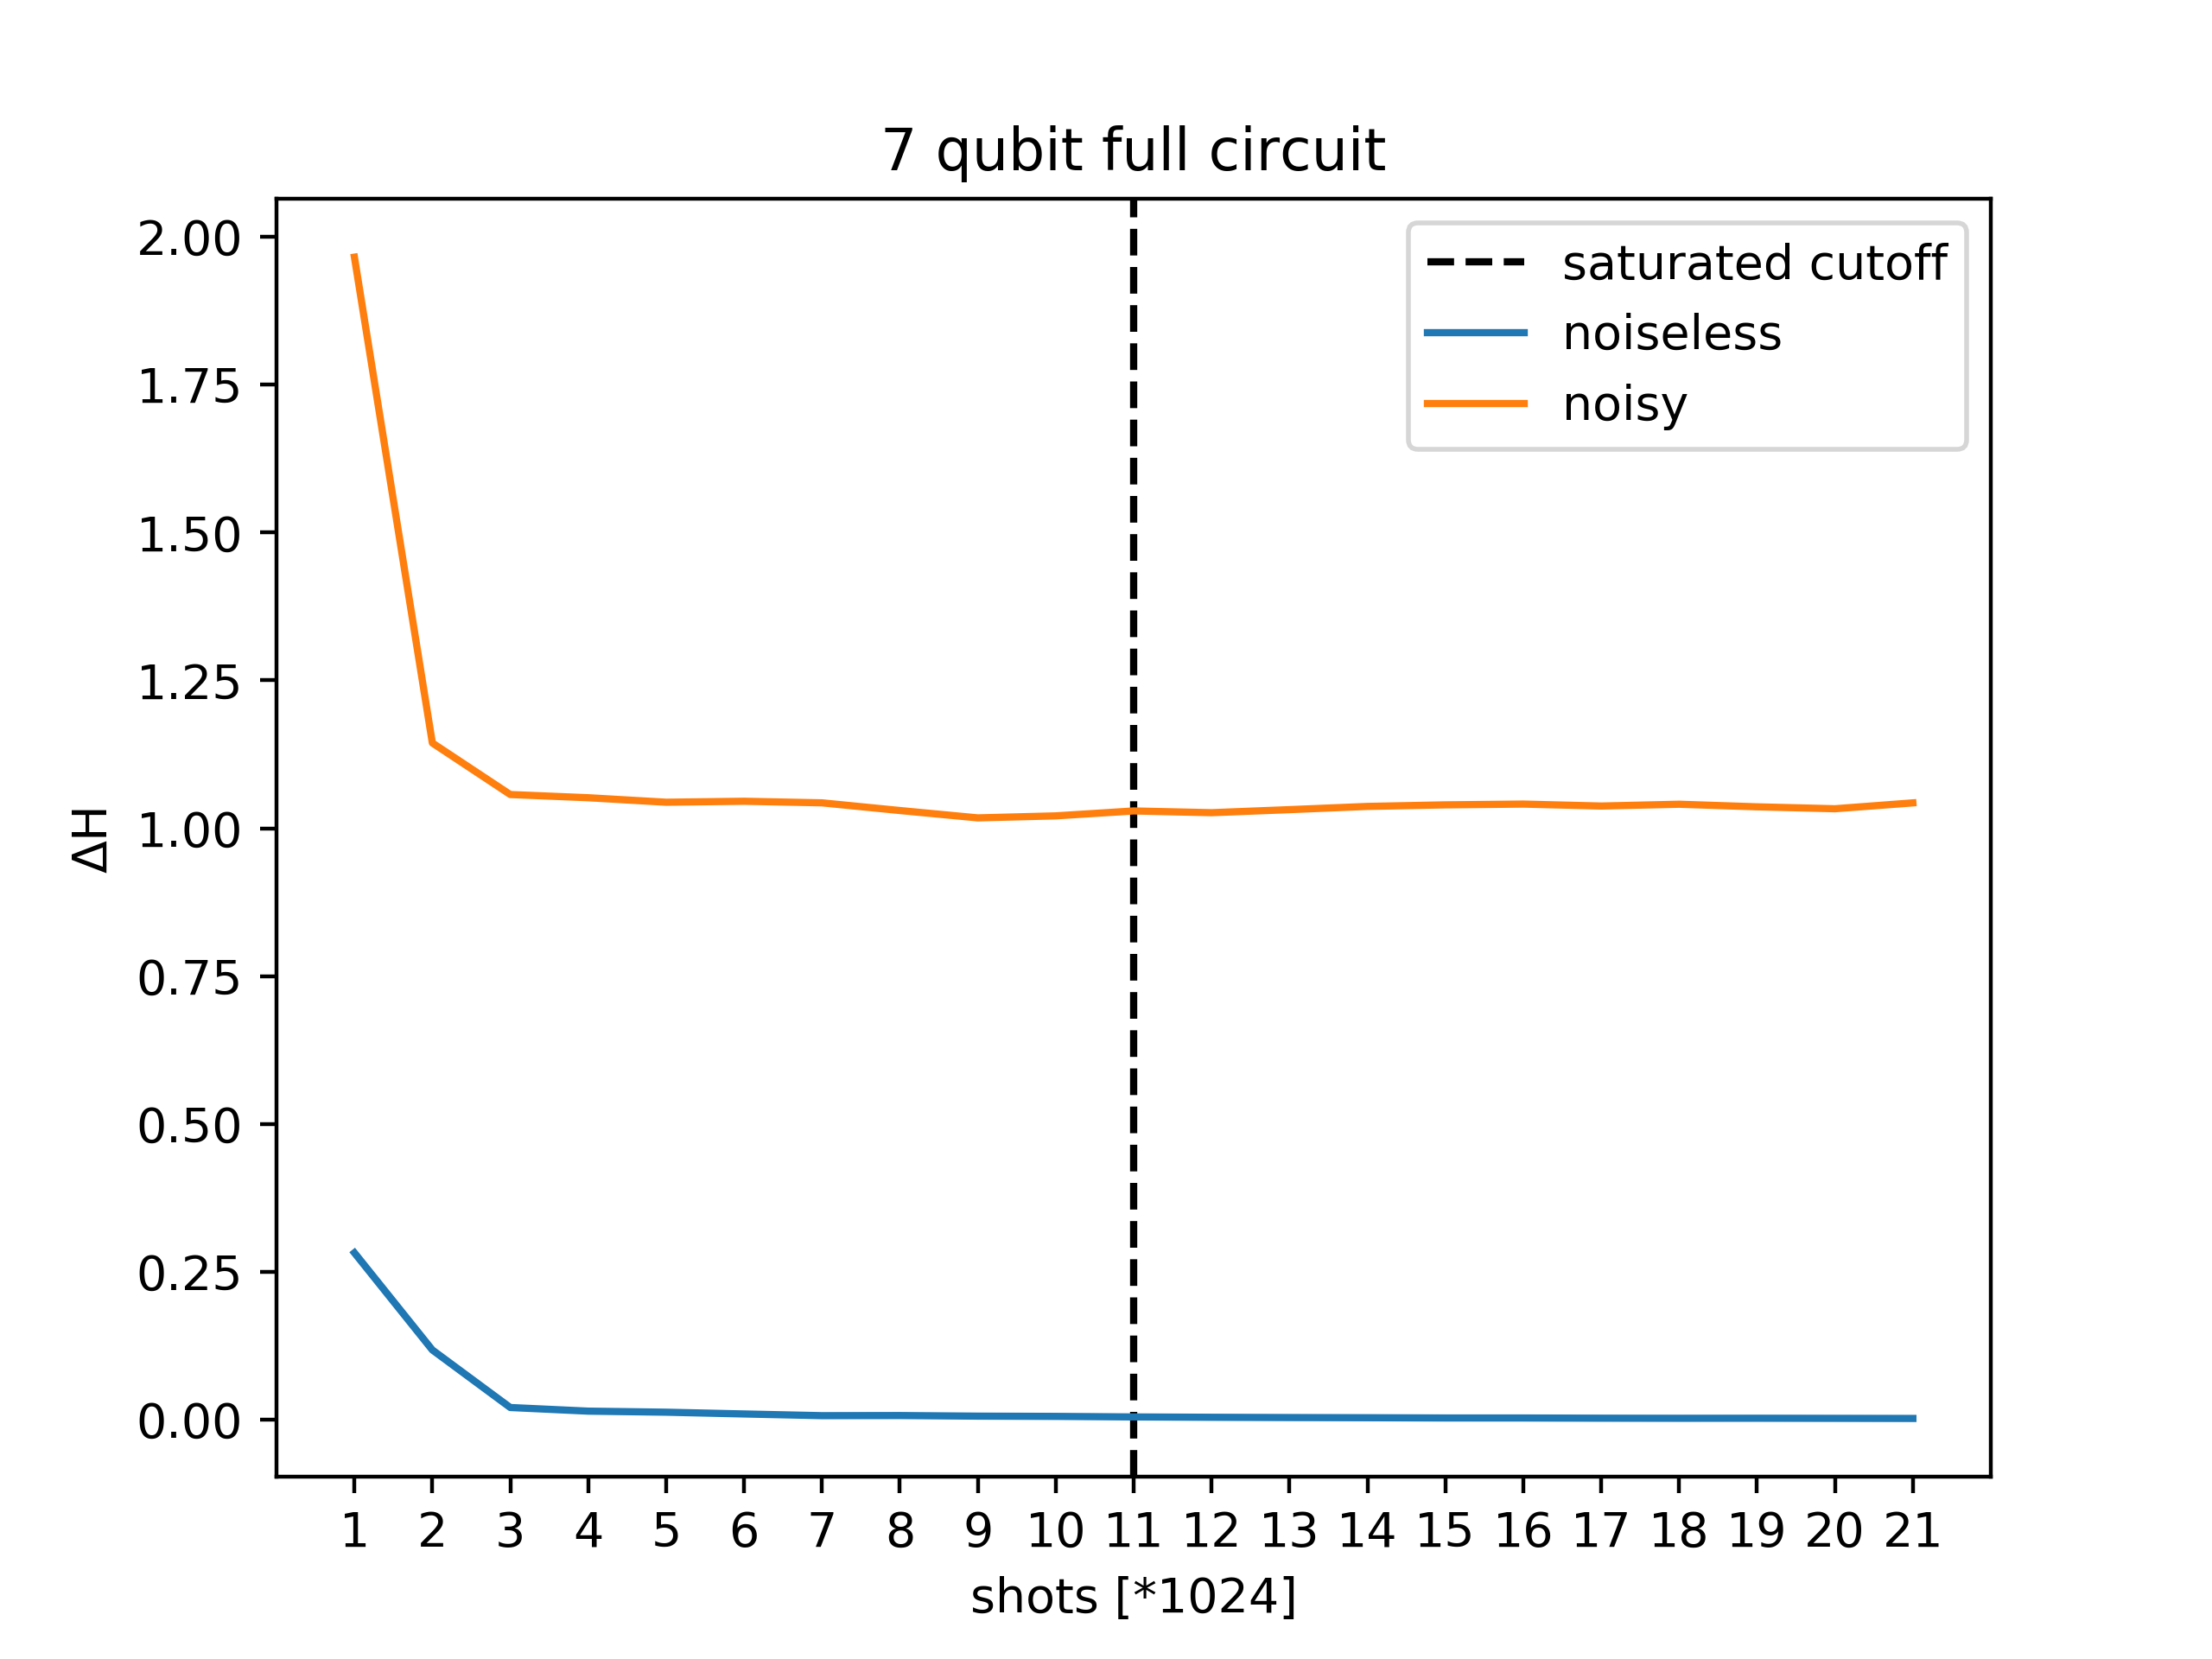 7 qubit full circuit
saturated cutoff
noiseless
noisy
2.00
1.75
1.50
1.25
1.00
0.75
0.50
0.25
0.00
ΔH
1 2 3 4 5 6 7 8 9 10 11 12 13 14 15 16 17 18 19 20 21
shots [*1024]